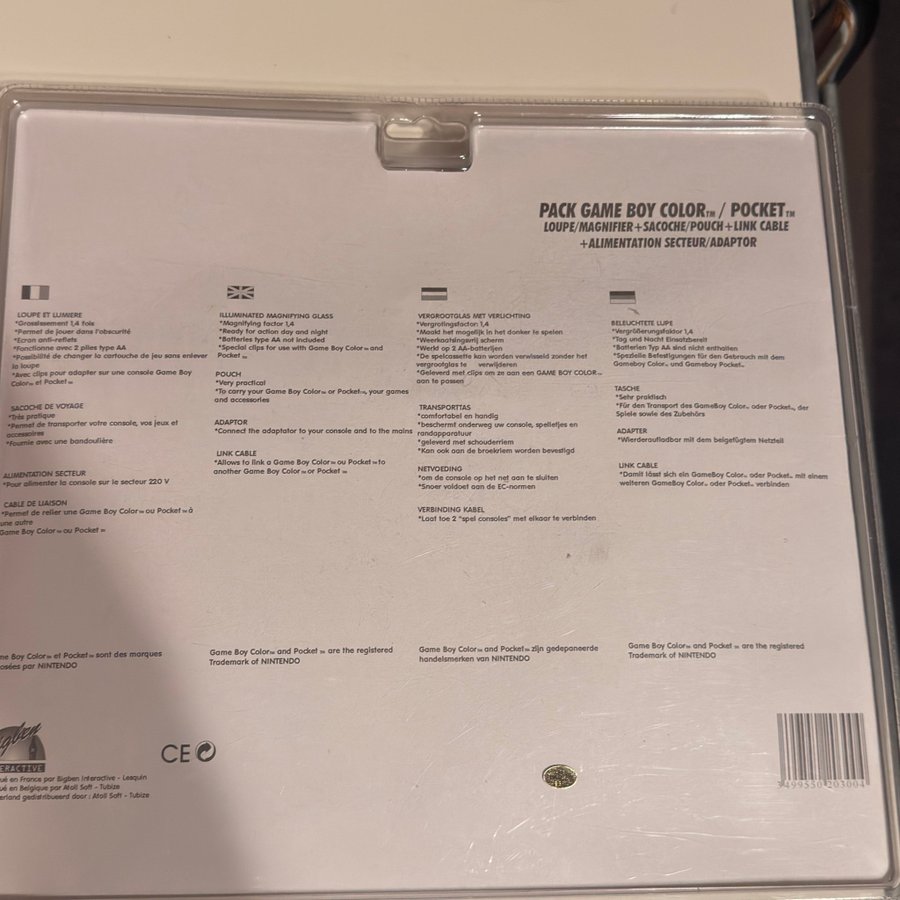 PACK GAME BOY COLOR™ / POCKET™
LOUPE/MAGNIFIER+SACOCHE/POUCH+LINK CABLE
+ALIMENTATION SECTEUR/ADAPTOR
LOUPE ET LUMIERE
*Grossissement 1,4 fois
*Permet de jouer dans l'obscurité
*Ecran anti-reflets
*Fonctionne avec 2 piles type AA
*Possibilité de changer la cartouche de jeu sans enlever
la loupe
*Avec clips pour adapter sur une console Game Boy
Color™ et Pocket™
SACOCHE DE VOYAGE
*Très pratique
*Permet de transporter votre console, vos jeux et
accessoires
*Fournie avec une bandoulière
ALIMENTATION SECTEUR
*Pour alimenter la console sur le secteur 220 V
CABLE DE LIAISON
*Permet de relier une Game Boy Color™ ou Pocket™ à
une autre
Game Boy Color™ ou Pocket™
ILLUMINATED MAGNIFYING GLASS
*Magnifying factor 1,4
*Ready for action day and night
*Batteries type AA not included
*Special clips for use with Game Boy Color™ and
Pocket™
POUCH
*Very practical
*To carry your Game Boy Color™ or Pocket™, your games
and accessories
ADAPTOR
*Connect the adaptator to your console and to the mains
LINK CABLE
*Allows to link a Game Boy Color™ ou Pocket™ to
another Game Boy Color™ or Pocket™
VERGROOTGLAS MET VERLICHTING
*Vergrotingsfactor 1,4
*Maakt het mogelijk in het donker te spelen
*Weerkaatsingsvrij scherm
*Werkt op 2 AA-batterijen
*De spelcassette kan worden verwisseld zonder het
vergrootglas te verwijderen
*Geleverd met clips om ze aan een GAME BOY COLOR™
aan te passen
TRANSPORTTAS
*comfortabel en handig
*beschermt onderweg uw console, spelletjes en
randapparatuur
*geleverd met schouderriem
*Kan ook aan de broekriem worden bevestigd
NETVOEDING
*om de console op het net aan te sluiten
*Snoer voldoet aan de EC-normen
VERBINDING KABEL
*Laat toe 2 "spel consoles" met elkaar te verbinden
BELEUCHTETE LUPE
*Vergrößerungsfaktor 1,4
*Tag und Nacht Einsatzbereit
*Batterien Typ AA sind nicht enthalten
*Spezielle Befestigungen für den Gebrauch mit dem
Gameboy Color™ und Gameboy Pocket™
TASCHE
*Sehr praktisch
*Für den Transport des GameBoy Color™ oder Pocket™, der
Spiele sowie des Zubehörs
ADAPTER
*Wierderaufladbar mit dem beigefügtem Netzteil
LINK CABLE
*Damit lässt sich ein GameBoy Color™ oder Pocket™ mit einem
weiteren GameBoy Color™ oder Pocket™ verbinden
me Boy Color™ et Pocket™ sont des marques
osées par NINTENDO
Game Boy Color™ and Pocket™ are the registered
Trademark of NINTENDO
Game Boy Color™ and Pocket™ zijn gedepaneerde
handelsmerken van NINTENDO
Game Boy Color™ and Pocket™ are the registered
Trademark of NINTENDO
igben
ERACTIVE
CE
ué en France par Bigben Interactive - Lesquin
ué en Belgique par Atoll Soft - Tubize
erland gedistribueerd door : Atoll Soft - Tubize
3499550 203004